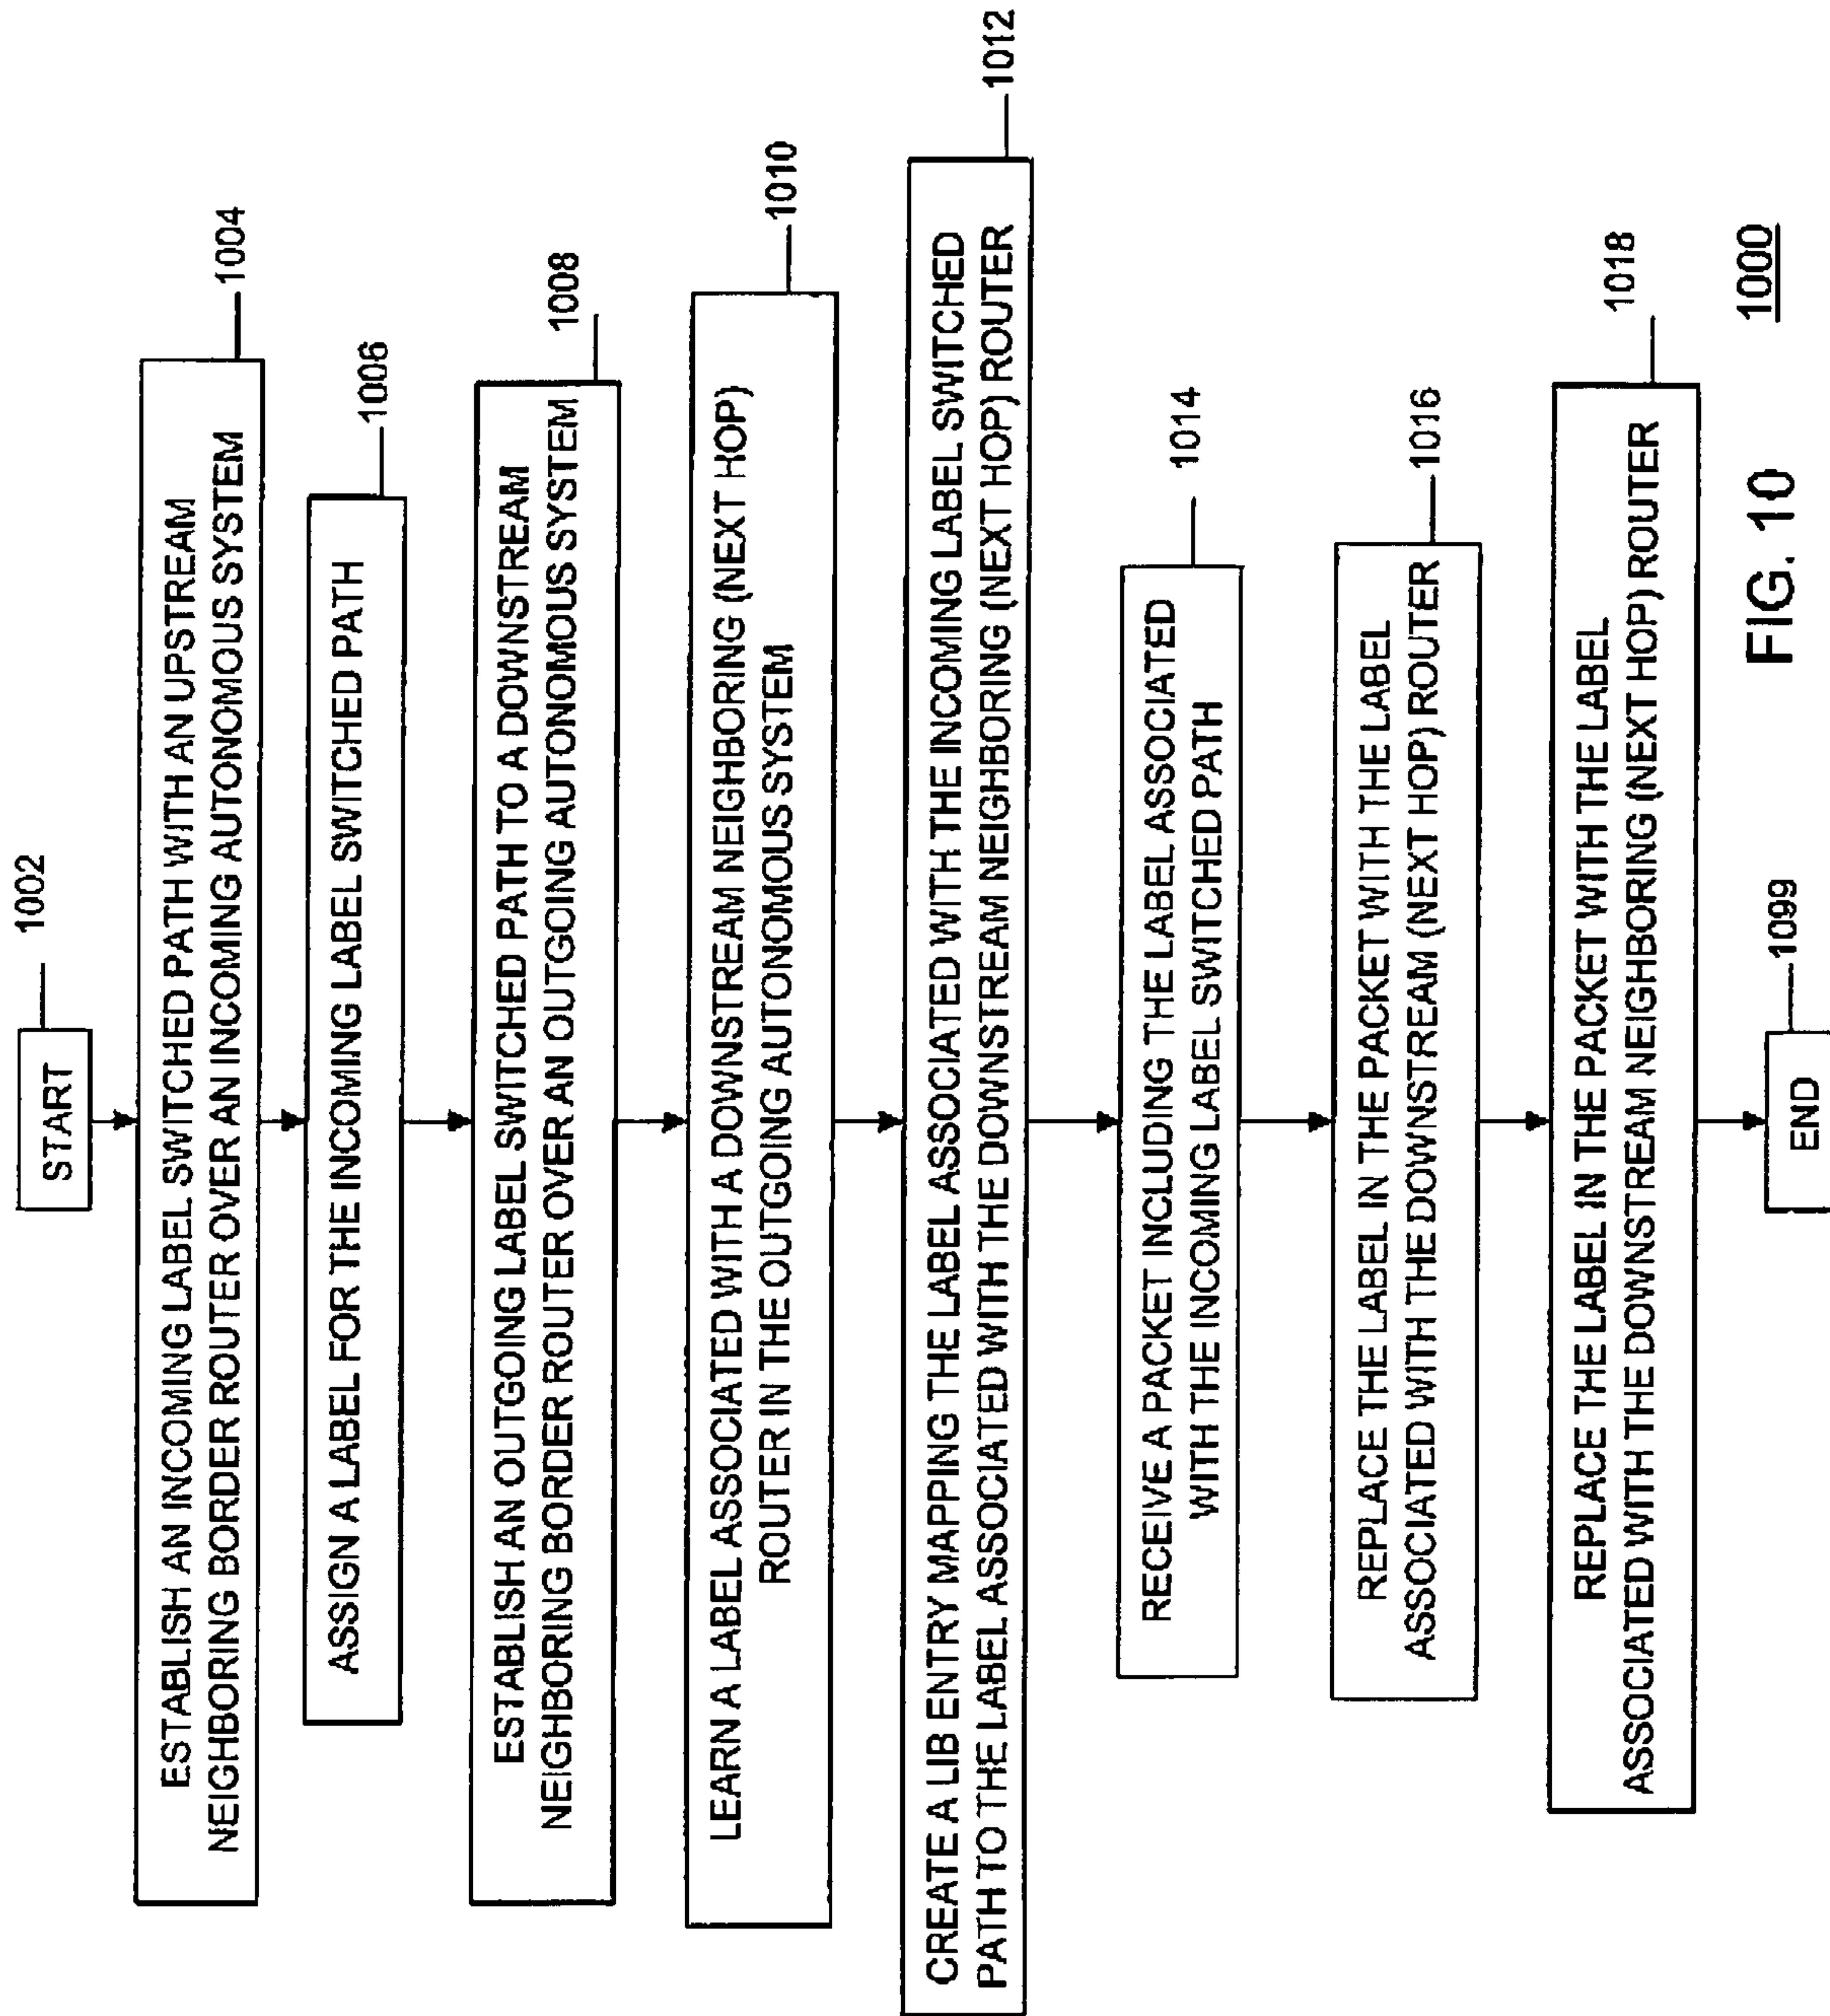 1002
START
ESTABLISH AN INCOMING LABEL SWITCHED PATH WITH AN UPSTREAM
NEIGHBORING BORDER ROUTER OVER AN INCOMING AUTONOMOUS SYSTEM
1004
ASSIGN A LABEL FOR THE INCOMING LABEL SWITCHED PATH
1006
ESTABLISH AN OUTGOING LABEL SWITCHED PATH TO A DOWNSTREAM
NEIGHBORING BORDER ROUTER OVER AN OUTGOING AUTONOMOUS SYSTEM
1008
LEARN A LABEL ASSOCIATED WITH A DOWNSTREAM NEIGHBORING (NEXT HOP)
ROUTER IN THE OUTGOING AUTONOMOUS SYSTEM
1010
CREATE A LIB ENTRY MAPPING THE LABEL ASSOCIATED WITH THE INCOMING LABEL SWITCHED
PATH TO THE LABEL ASSOCIATED WITH THE DOWNSTREAM NEIGHBORING (NEXT HOP) ROUTER
1012
RECEIVE A PACKET INCLUDING THE LABEL ASSOCIATED
WITH THE INCOMING LABEL SWITCHED PATH
1014
REPLACE THE LABEL IN THE PACKET WITH THE LABEL
ASSOCIATED WITH THE DOWNSTREAM (NEXT HOP) ROUTER
1016
REPLACE THE LABEL IN THE PACKET WITH THE LABEL
ASSOCIATED WITH THE DOWNSTREAM NEIGHBORING (NEXT HOP) ROUTER
1018
END
1099
FIG. 10
1000